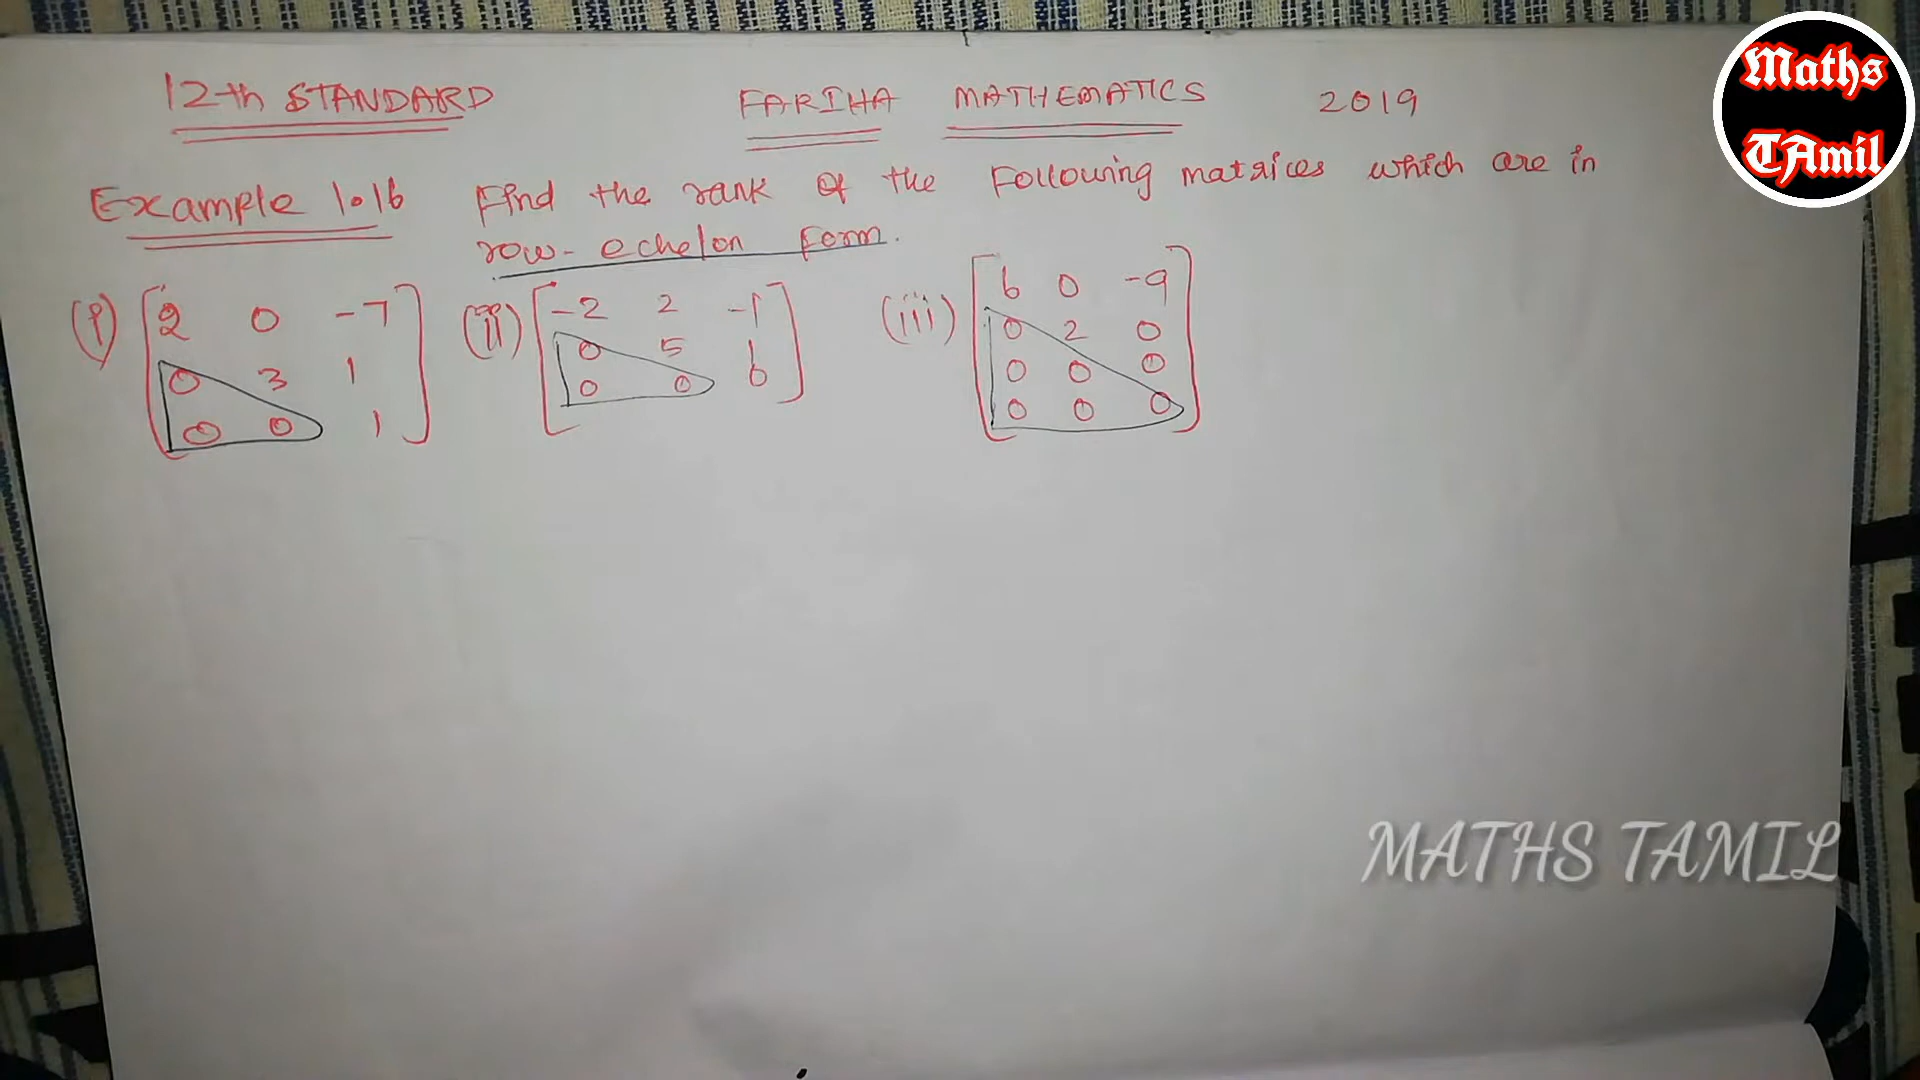 12th STANDARD FARIHA MATHEMATICS 2019
Maths TAmil
Example 1.16 Find the rank of the Following matrices which are in
row-echelon Form.
(i) [2 0 -7
0 3 1
0 0 1]
(ii) [-2 2 -1
0 5 1
0 0 6]
(iii) [6 0 -9
0 2 0
0 0 0
0 0 0]
MATHS TAMIL